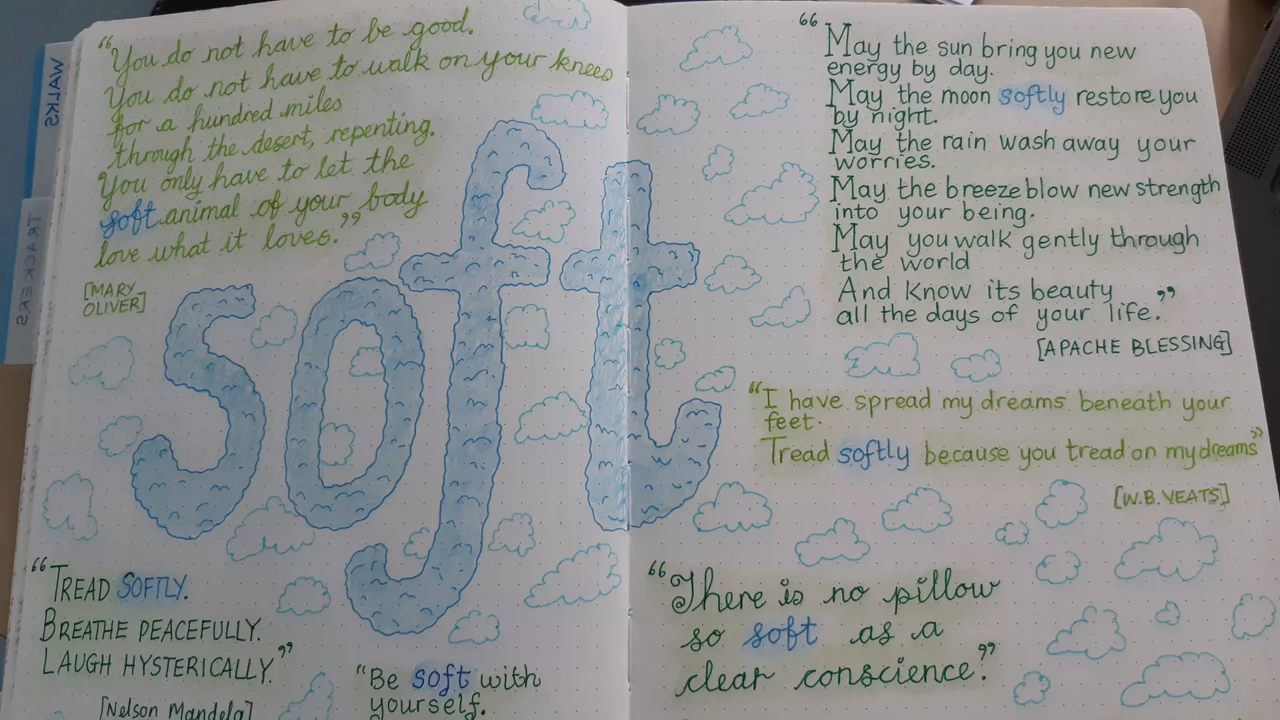 WALKS
TRACKERS
“You do not have to be good.
You do not have to walk on your knees
for a hundred miles
through the desert, repenting.
You only have to let the
soft animal of your body
love what it loves.”
[MARY
OLIVER]
soft
“TREAD SOFTLY.
BREATHE PEACEFULLY.
LAUGH HYSTERICALLY.”
[Nelson Mandela]
“Be soft with
yourself.
“May the sun bring you new
energy by day.
May the moon softly restore you
by night.
May the rain wash away your
worries.
May the breeze blow new strength
into your being.
May you walk gently through
the world
And know its beauty
all the days of your life.”
[APACHE BLESSING]
“I have spread my dreams beneath your
feet.
Tread softly because you tread on my dreams”
[W.B. YEATS]
“There is no pillow
so soft as a
clear conscience.”